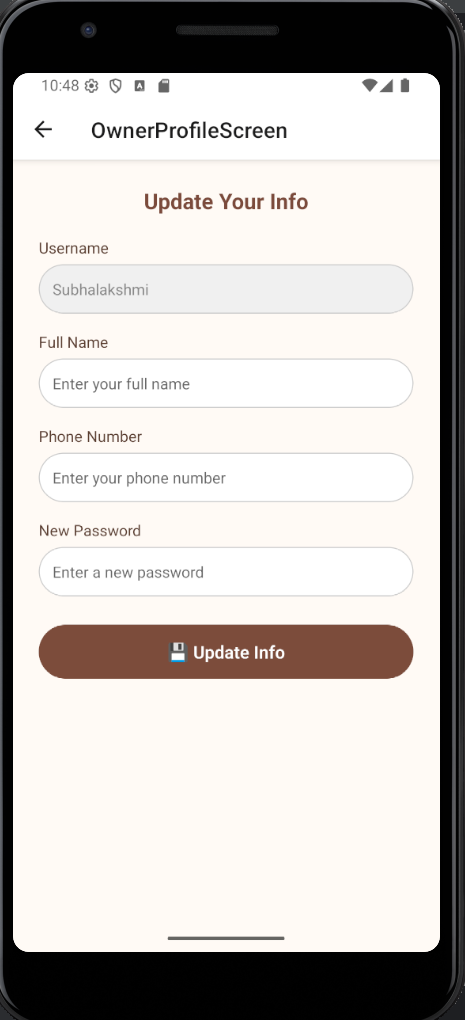 10:48
OwnerProfileScreen
Update Your Info
Username
Subhalakshmi
Full Name
Enter your full name
Phone Number
Enter your phone number
New Password
Enter a new password
💾 Update Info